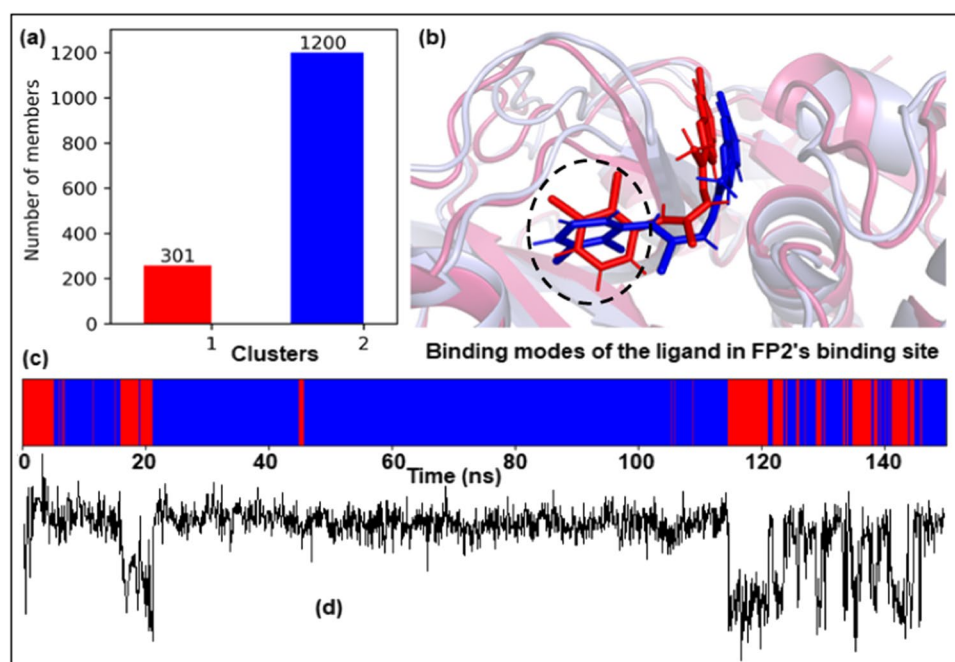 (a)
1200
1200
1000
800
600
400
301
200
0
1
2
Number of members
Clusters
(b)
Binding modes of the ligand in FP2's binding site
(c)
0 20 40 60 80 100 120 140
Time (ns)
(d)